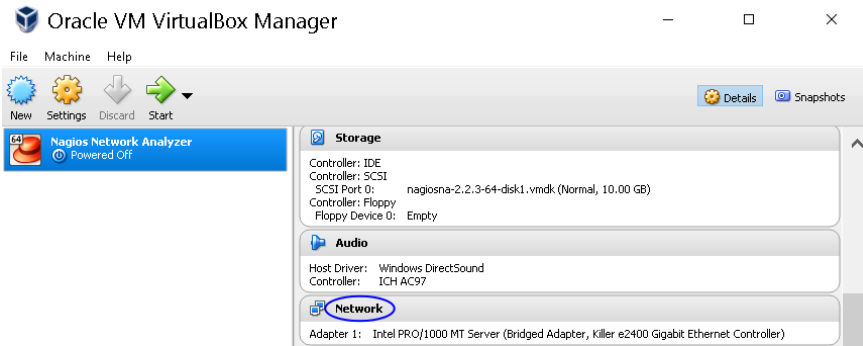 Oracle VM VirtualBox Manager
File Machine Help
New Settings Discard Start Details Snapshots
64 Nagios Network Analyzer
Powered Off
Storage
Controller: IDE
Controller: SCSI
SCSI Port 0: nagiosna-2.2.3-64-disk1.vmdk (Normal, 10.00 GB)
Controller: Floppy
Floppy Device 0: Empty
Audio
Host Driver: Windows DirectSound
Controller: ICH AC97
Network
Adapter 1: Intel PRO/1000 MT Server (Bridged Adapter, Killer e2400 Gigabit Ethernet Controller)